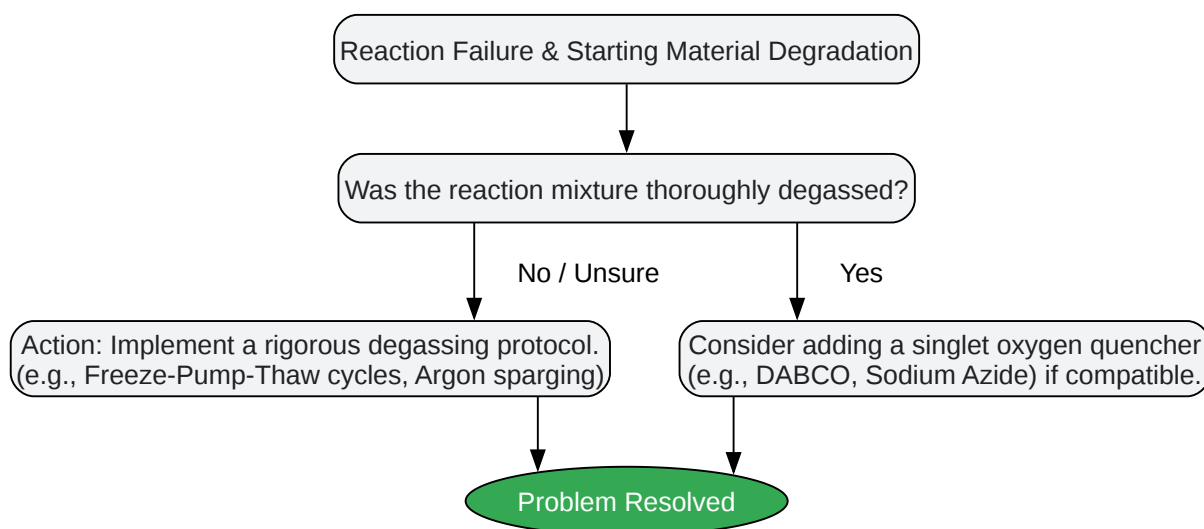 Reaction Failure & Starting Material Degradation
Was the reaction mixture thoroughly degassed?
No / Unsure
Yes
Action: Implement a rigorous degassing protocol.
(e.g., Freeze-Pump-Thaw cycles, Argon sparging)
Consider adding a singlet oxygen quencher
(e.g., DABCO, Sodium Azide) if compatible.
Problem Resolved